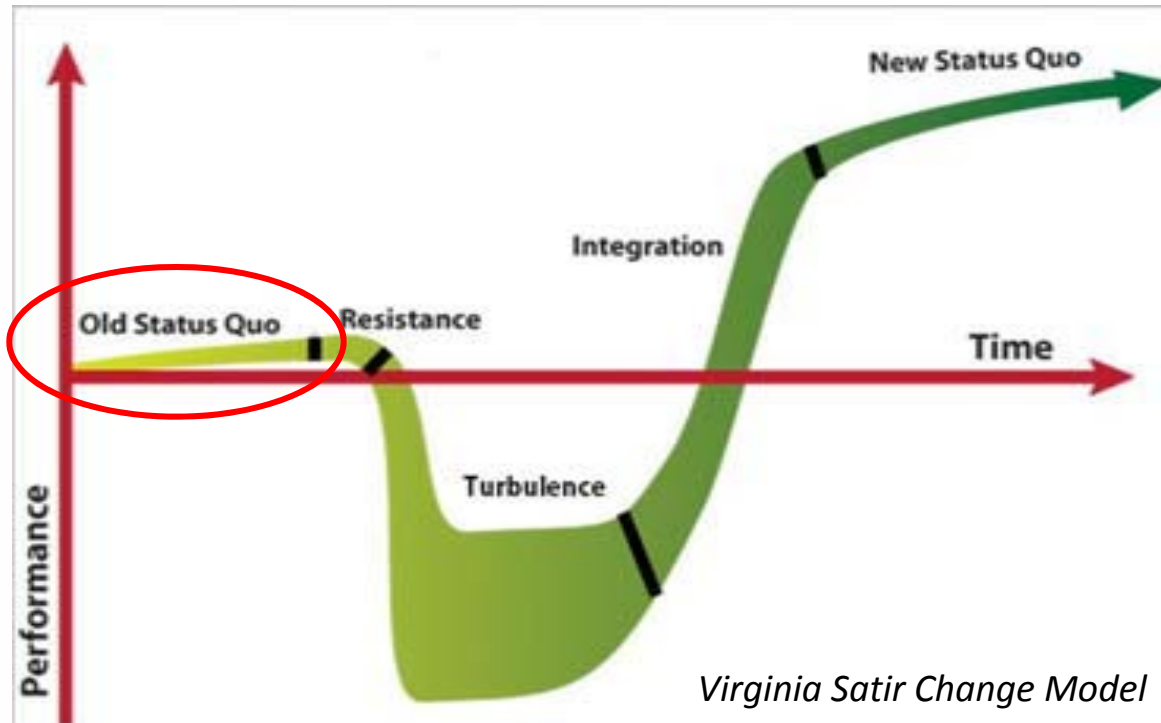 New Status Quo
Integration
Old Status Quo
Resistance
Time
Turbulence
Performance
Virginia Satir Change Model